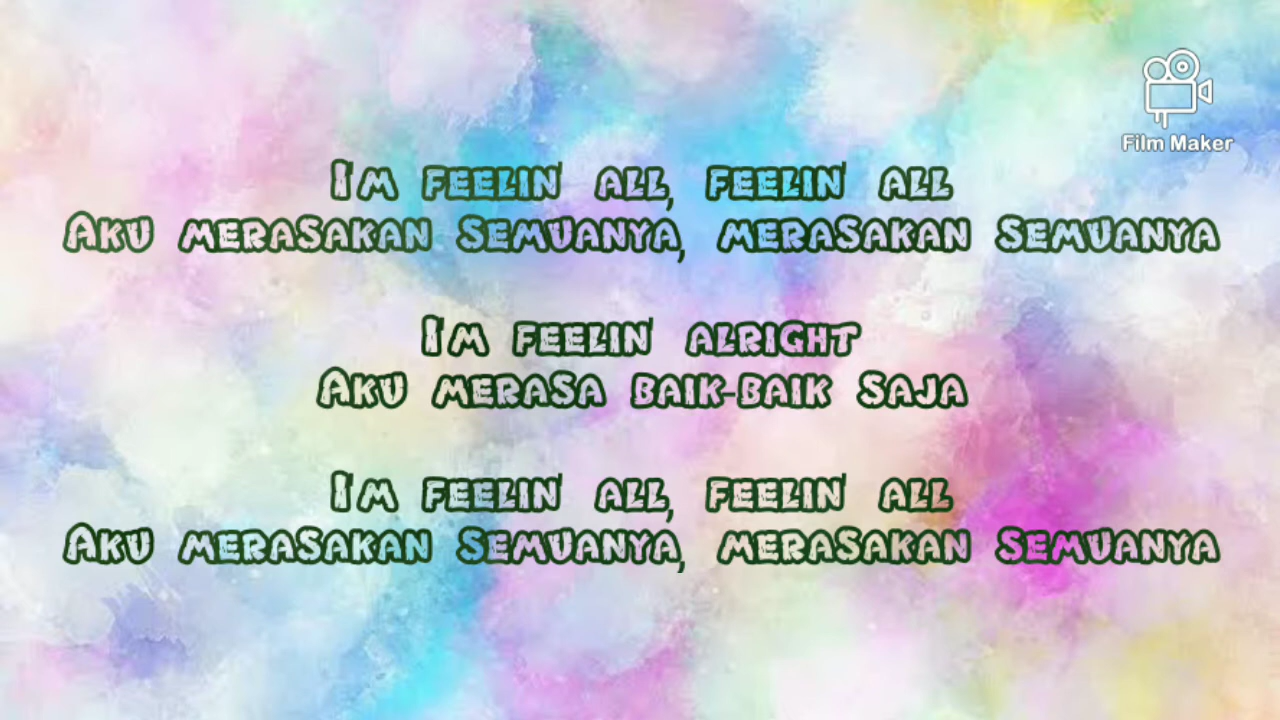 Film Maker
I'm feelin' all, feelin' all
Aku merasakan semuanya, merasakan semuanya
I'm feelin' alright
Aku merasa baik-baik saja
I'm feelin' all, feelin' all
Aku merasakan semuanya, merasakan semuanya